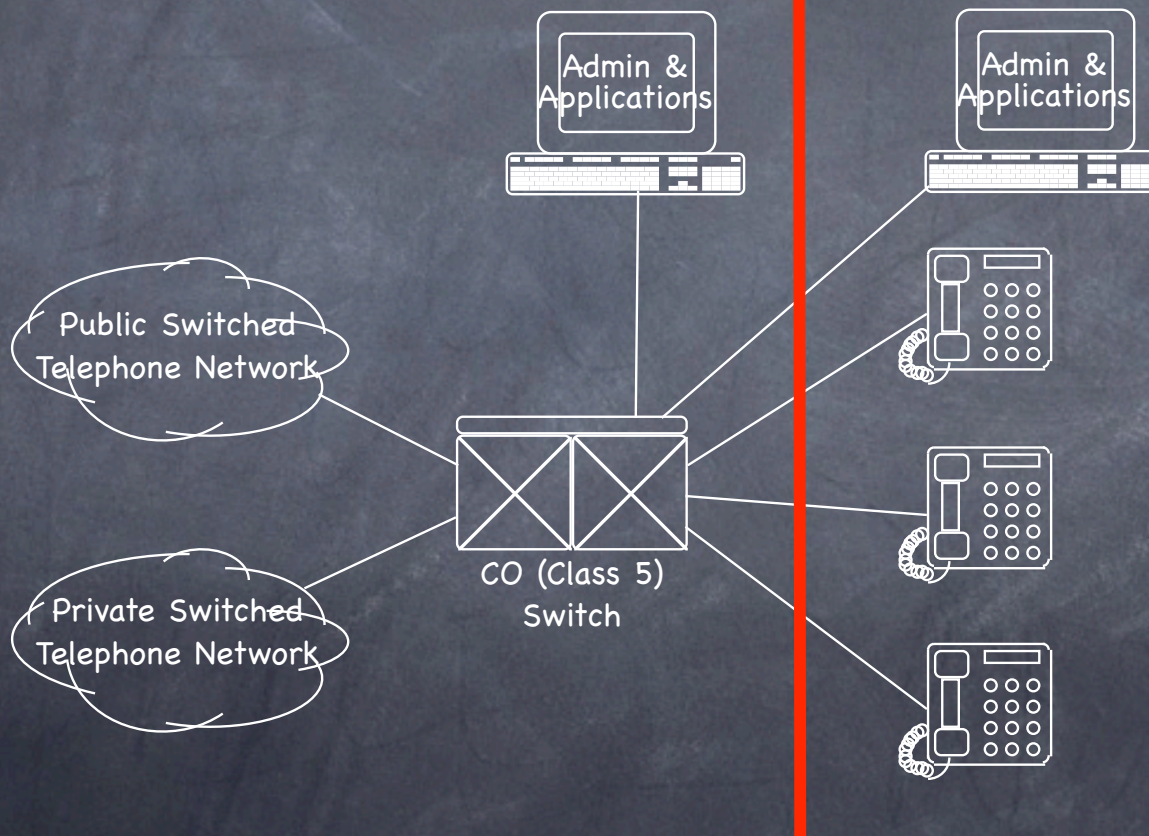 Admin &
Applications
Admin &
Applications
Public Switched
Telephone Network
CO (Class 5)
Switch
Private Switched
Telephone Network